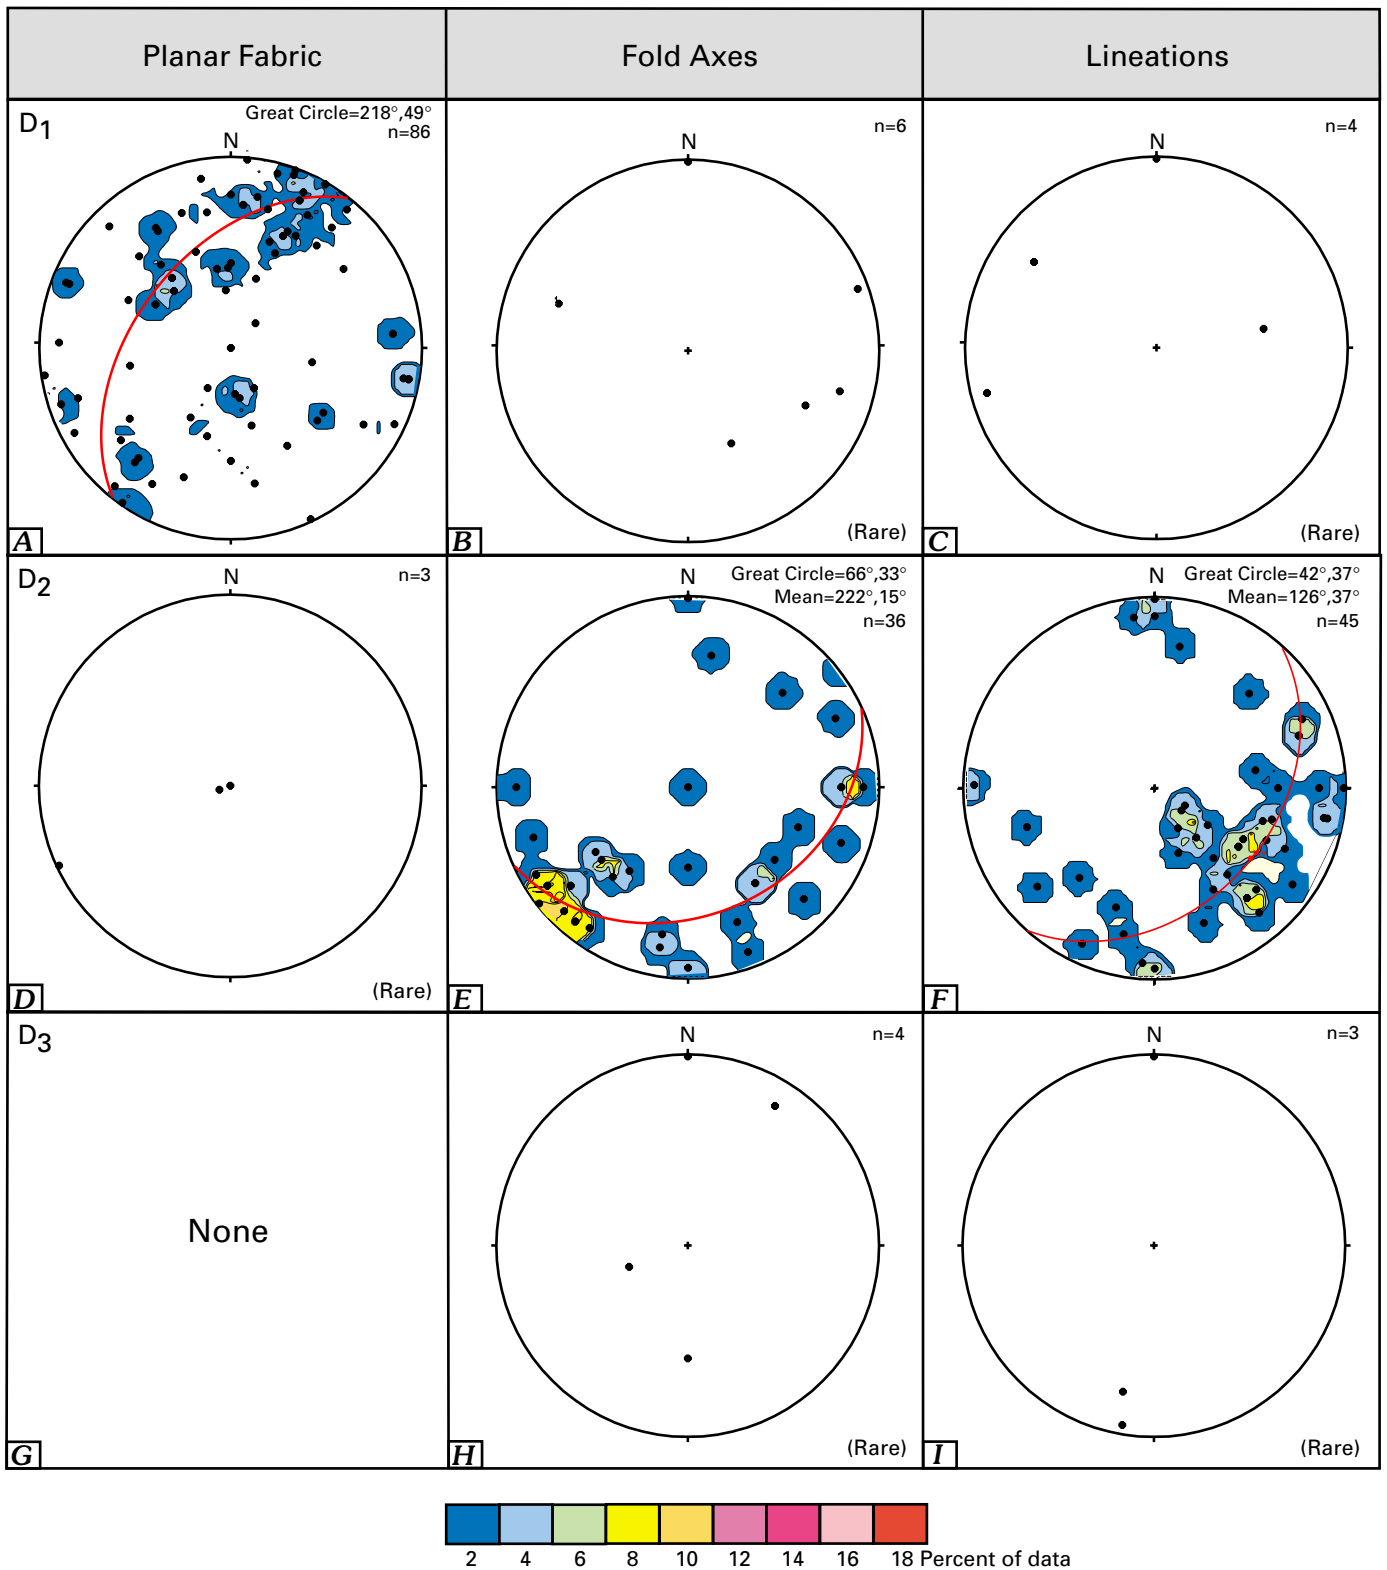 Planar Fabric
Fold Axes
Lineations
D1
Great Circle=218°,49°
n=86
N
A
N
n=6
(Rare)
B
N
n=4
(Rare)
C
D2
N
n=3
(Rare)
D
N
Great Circle=66°,33°
Mean=222°,15°
n=36
E
N
Great Circle=42°,37°
Mean=126°,37°
n=45
F
D3
None
G
N
n=4
(Rare)
H
N
n=3
(Rare)
I
2 4 6 8 10 12 14 16 18 Percent of data